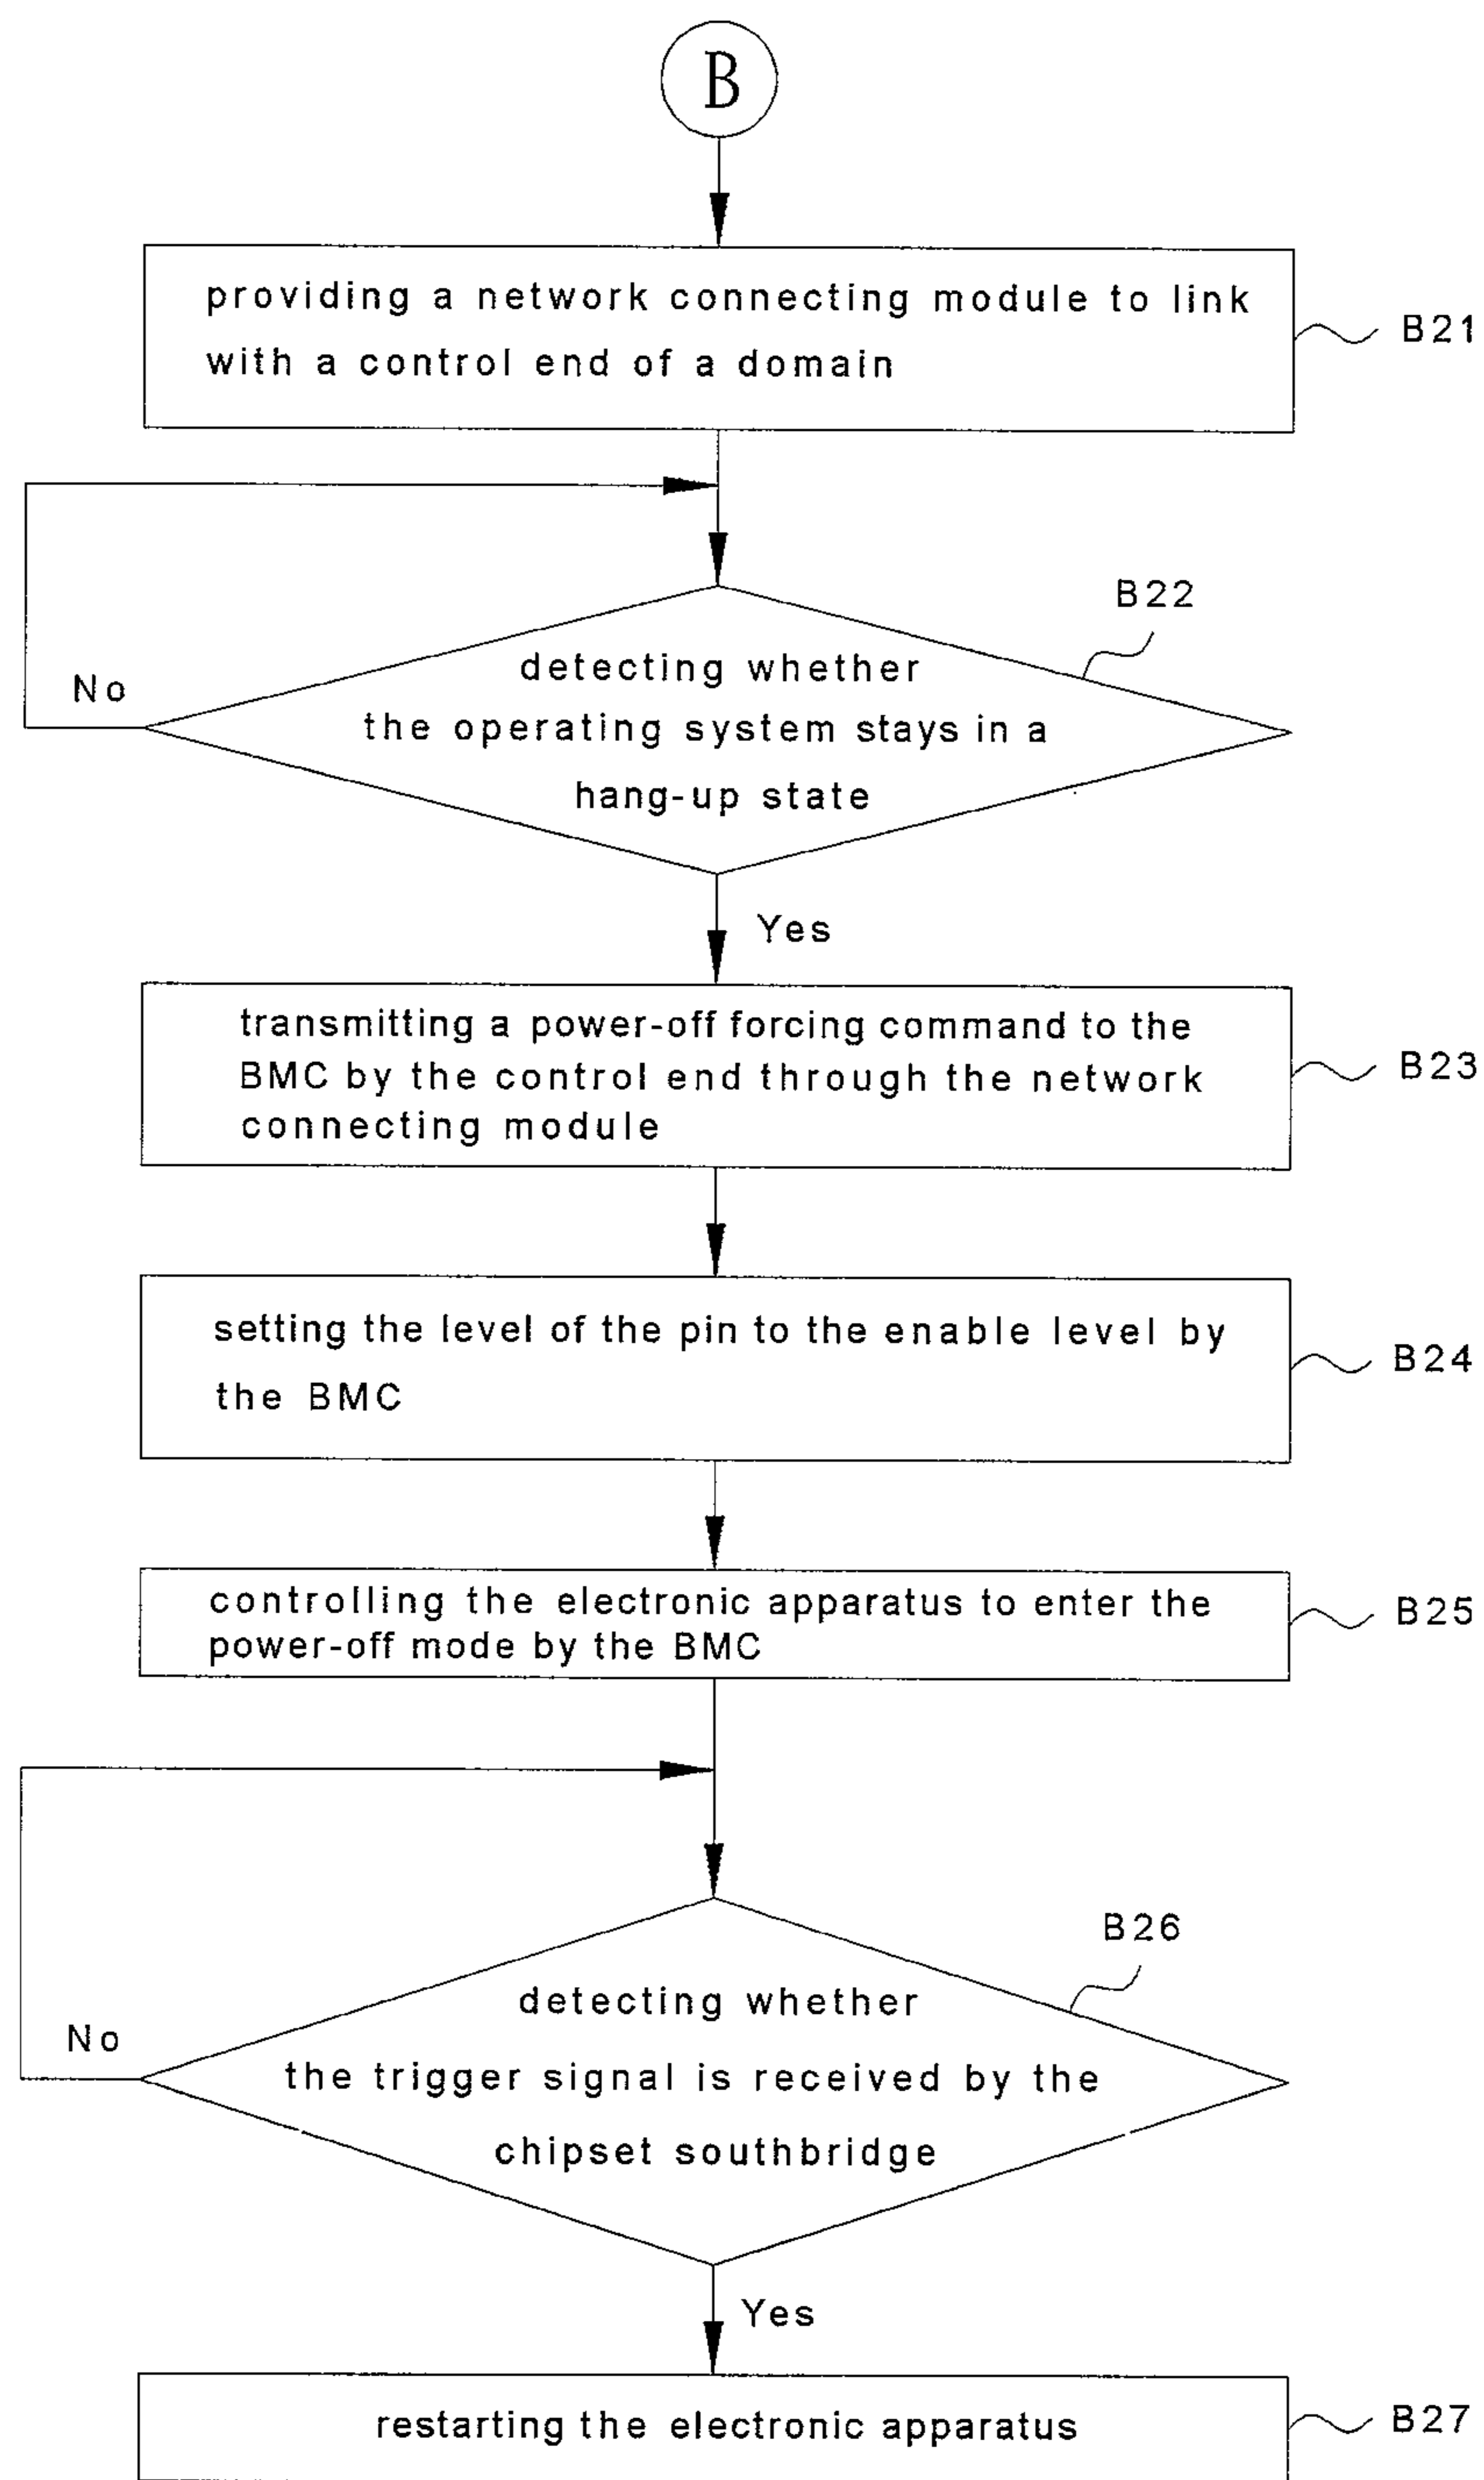 B
providing a network connecting module to link
with a control end of a domain
B21
B22
detecting whether
the operating system stays in a
hang-up state
No
Yes
transmitting a power-off forcing command to the
BMC by the control end through the network
connecting module
B23
setting the level of the pin to the enable level by
the BMC
B24
controlling the electronic apparatus to enter the
power-off mode by the BMC
B25
B26
detecting whether
the trigger signal is received by the
chipset southbridge
No
Yes
restarting the electronic apparatus
B27